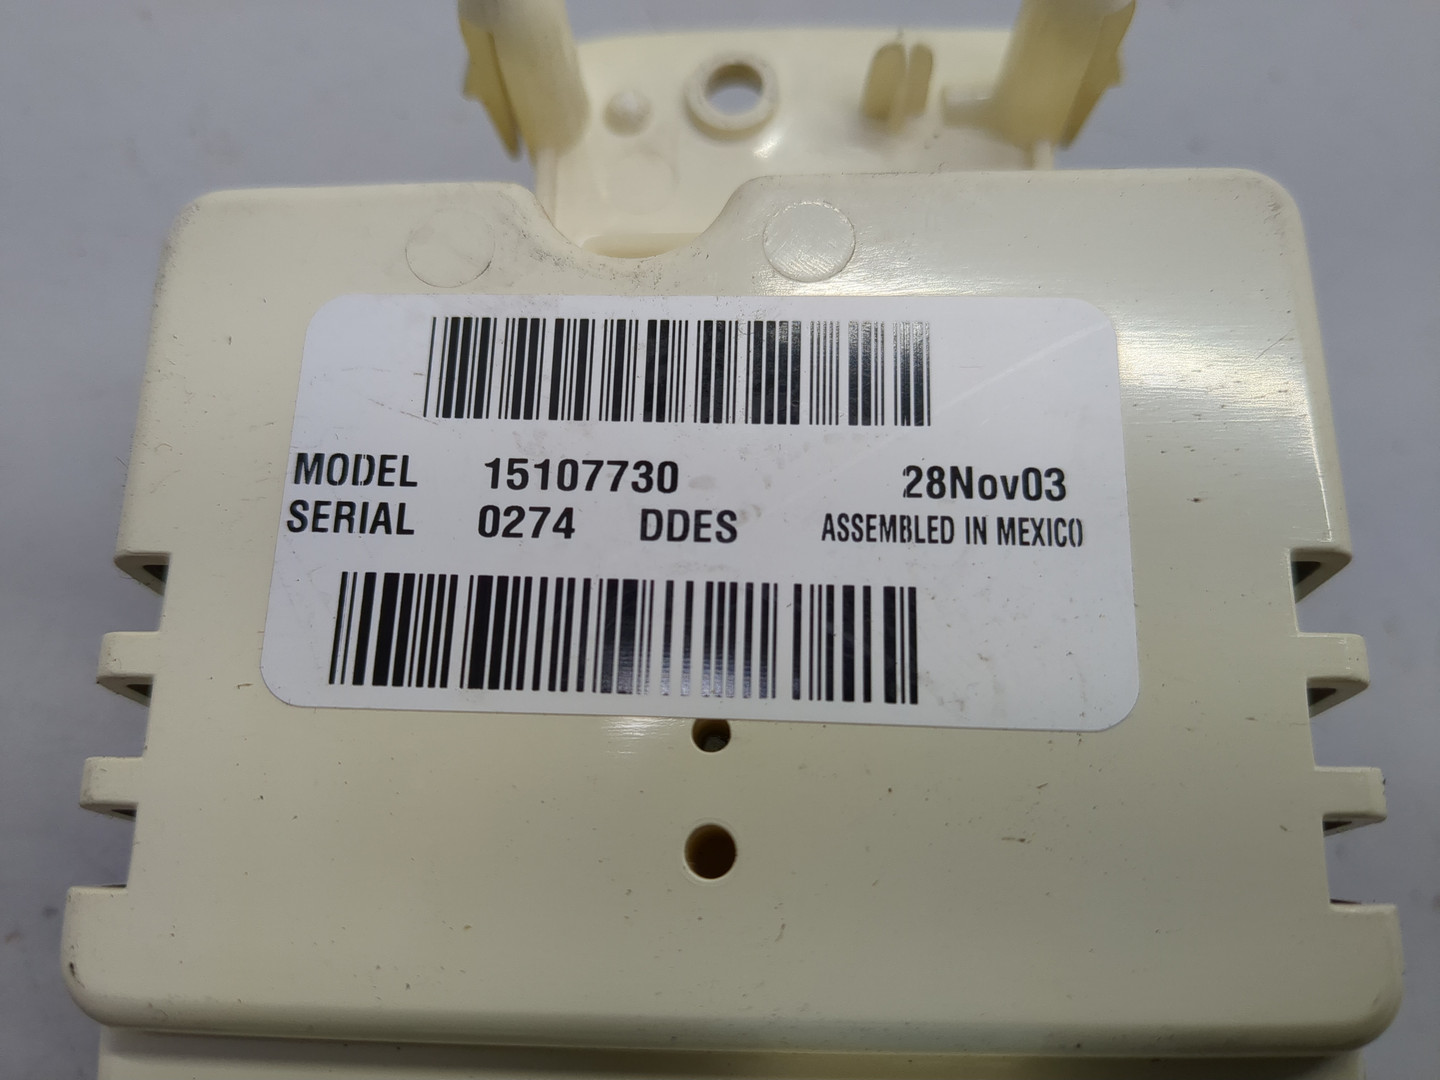 MODEL 15107730 28Nov03
SERIAL 0274 DDES ASSEMBLED IN MEXICO